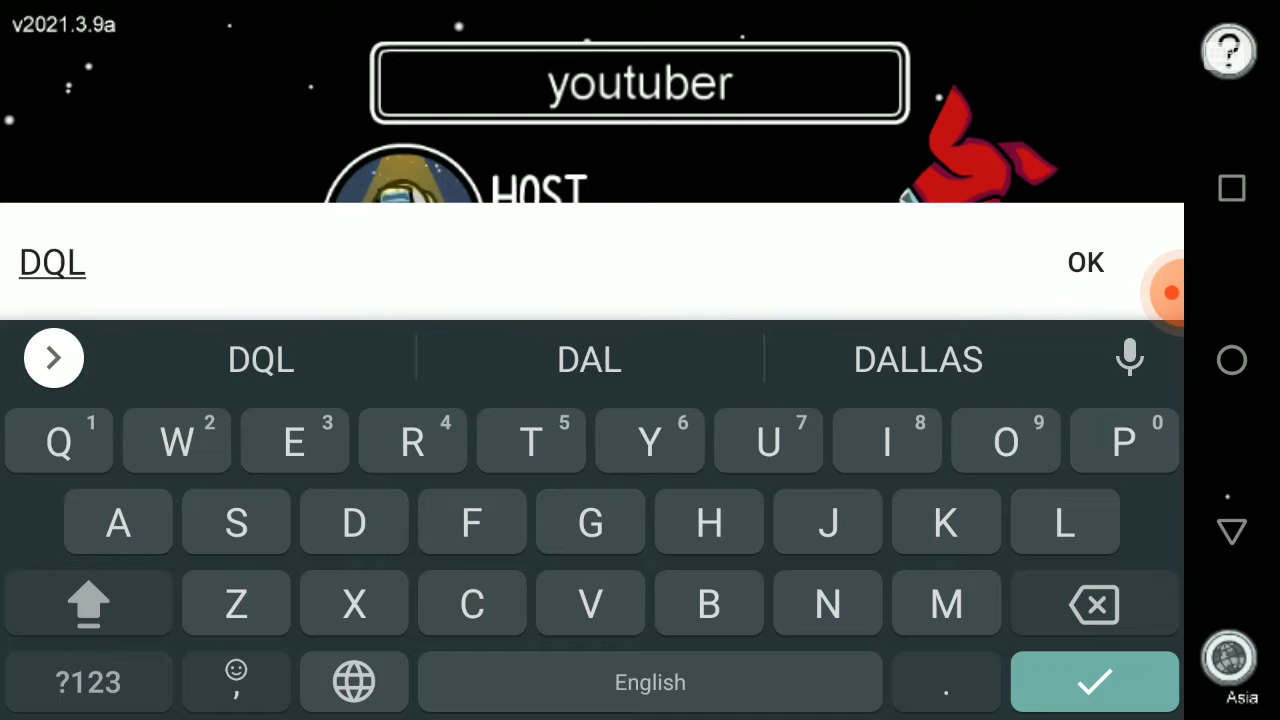 v2021.3.9a
youtuber
HOST
DQL
OK
DQL DAL DALLAS
Q 1 W 2 E 3 R 4 T 5 Y 6 U 7 I 8 O 9 P 0
A S D F G H J K L
Z X C V B N M
?123 , English .
Asia